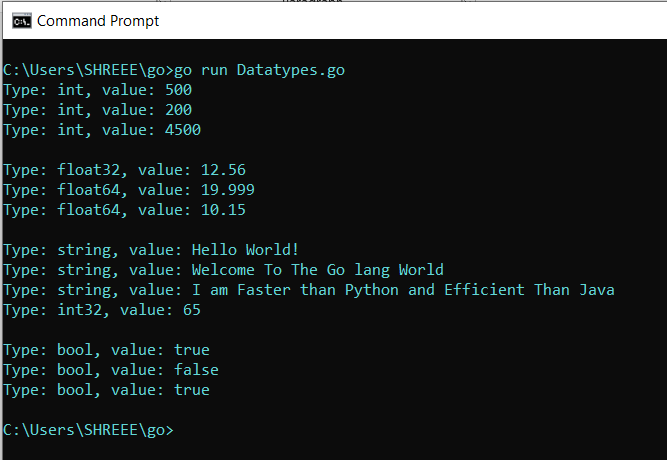 Command Prompt
C:\Users\SHREEE\go>go run Datatypes.go
Type: int, value: 500
Type: int, value: 200
Type: int, value: 4500
Type: float32, value: 12.56
Type: float64, value: 19.999
Type: float64, value: 10.15
Type: string, value: Hello World!
Type: string, value: Welcome To The Go lang World
Type: string, value: I am Faster than Python and Efficient Than Java
Type: int32, value: 65
Type: bool, value: true
Type: bool, value: false
Type: bool, value: true
C:\Users\SHREEE\go>